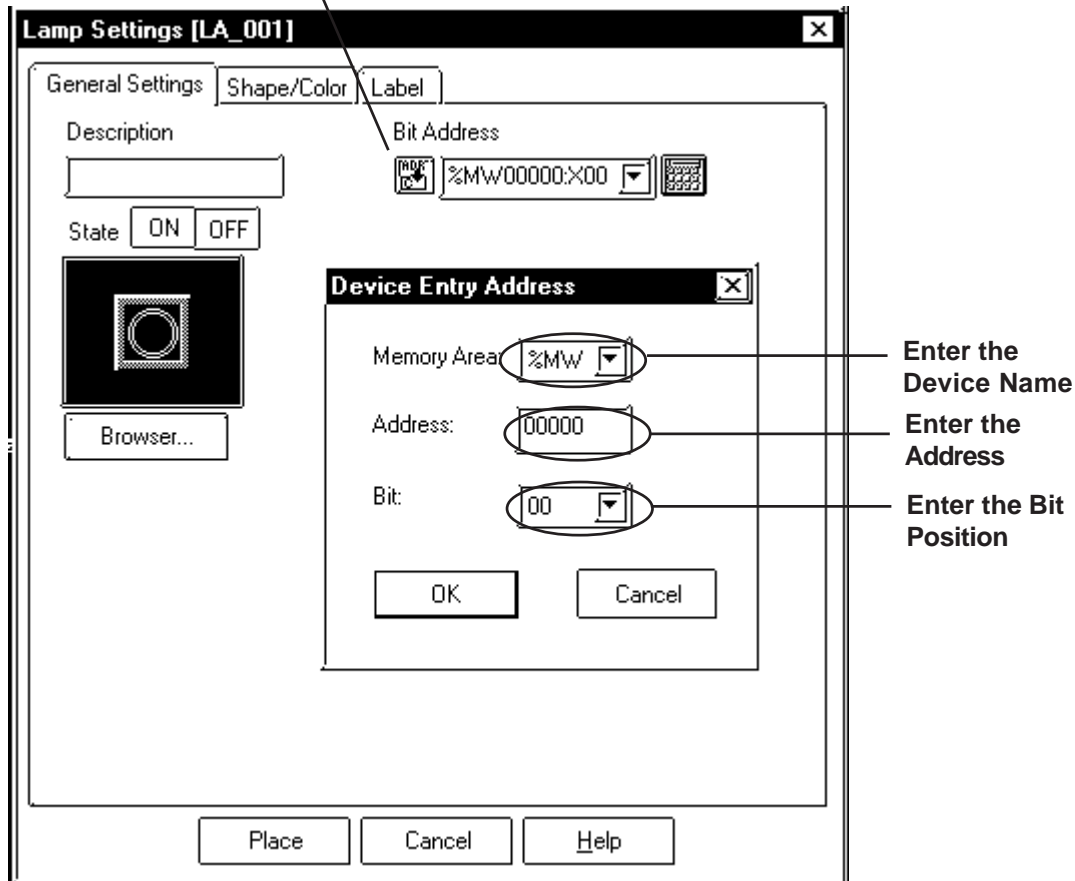 Lamp Settings [LA_001]
General Settings
Shape/Color
Label
Description
Bit Address
%MW00000:X00
State
ON
OFF
Browser...
Device Entry Address
Memory Area:
%MW
Enter the
Device Name
Address:
00000
Enter the
Address
Bit:
00
Enter the Bit
Position
OK
Cancel
Place
Cancel
Help